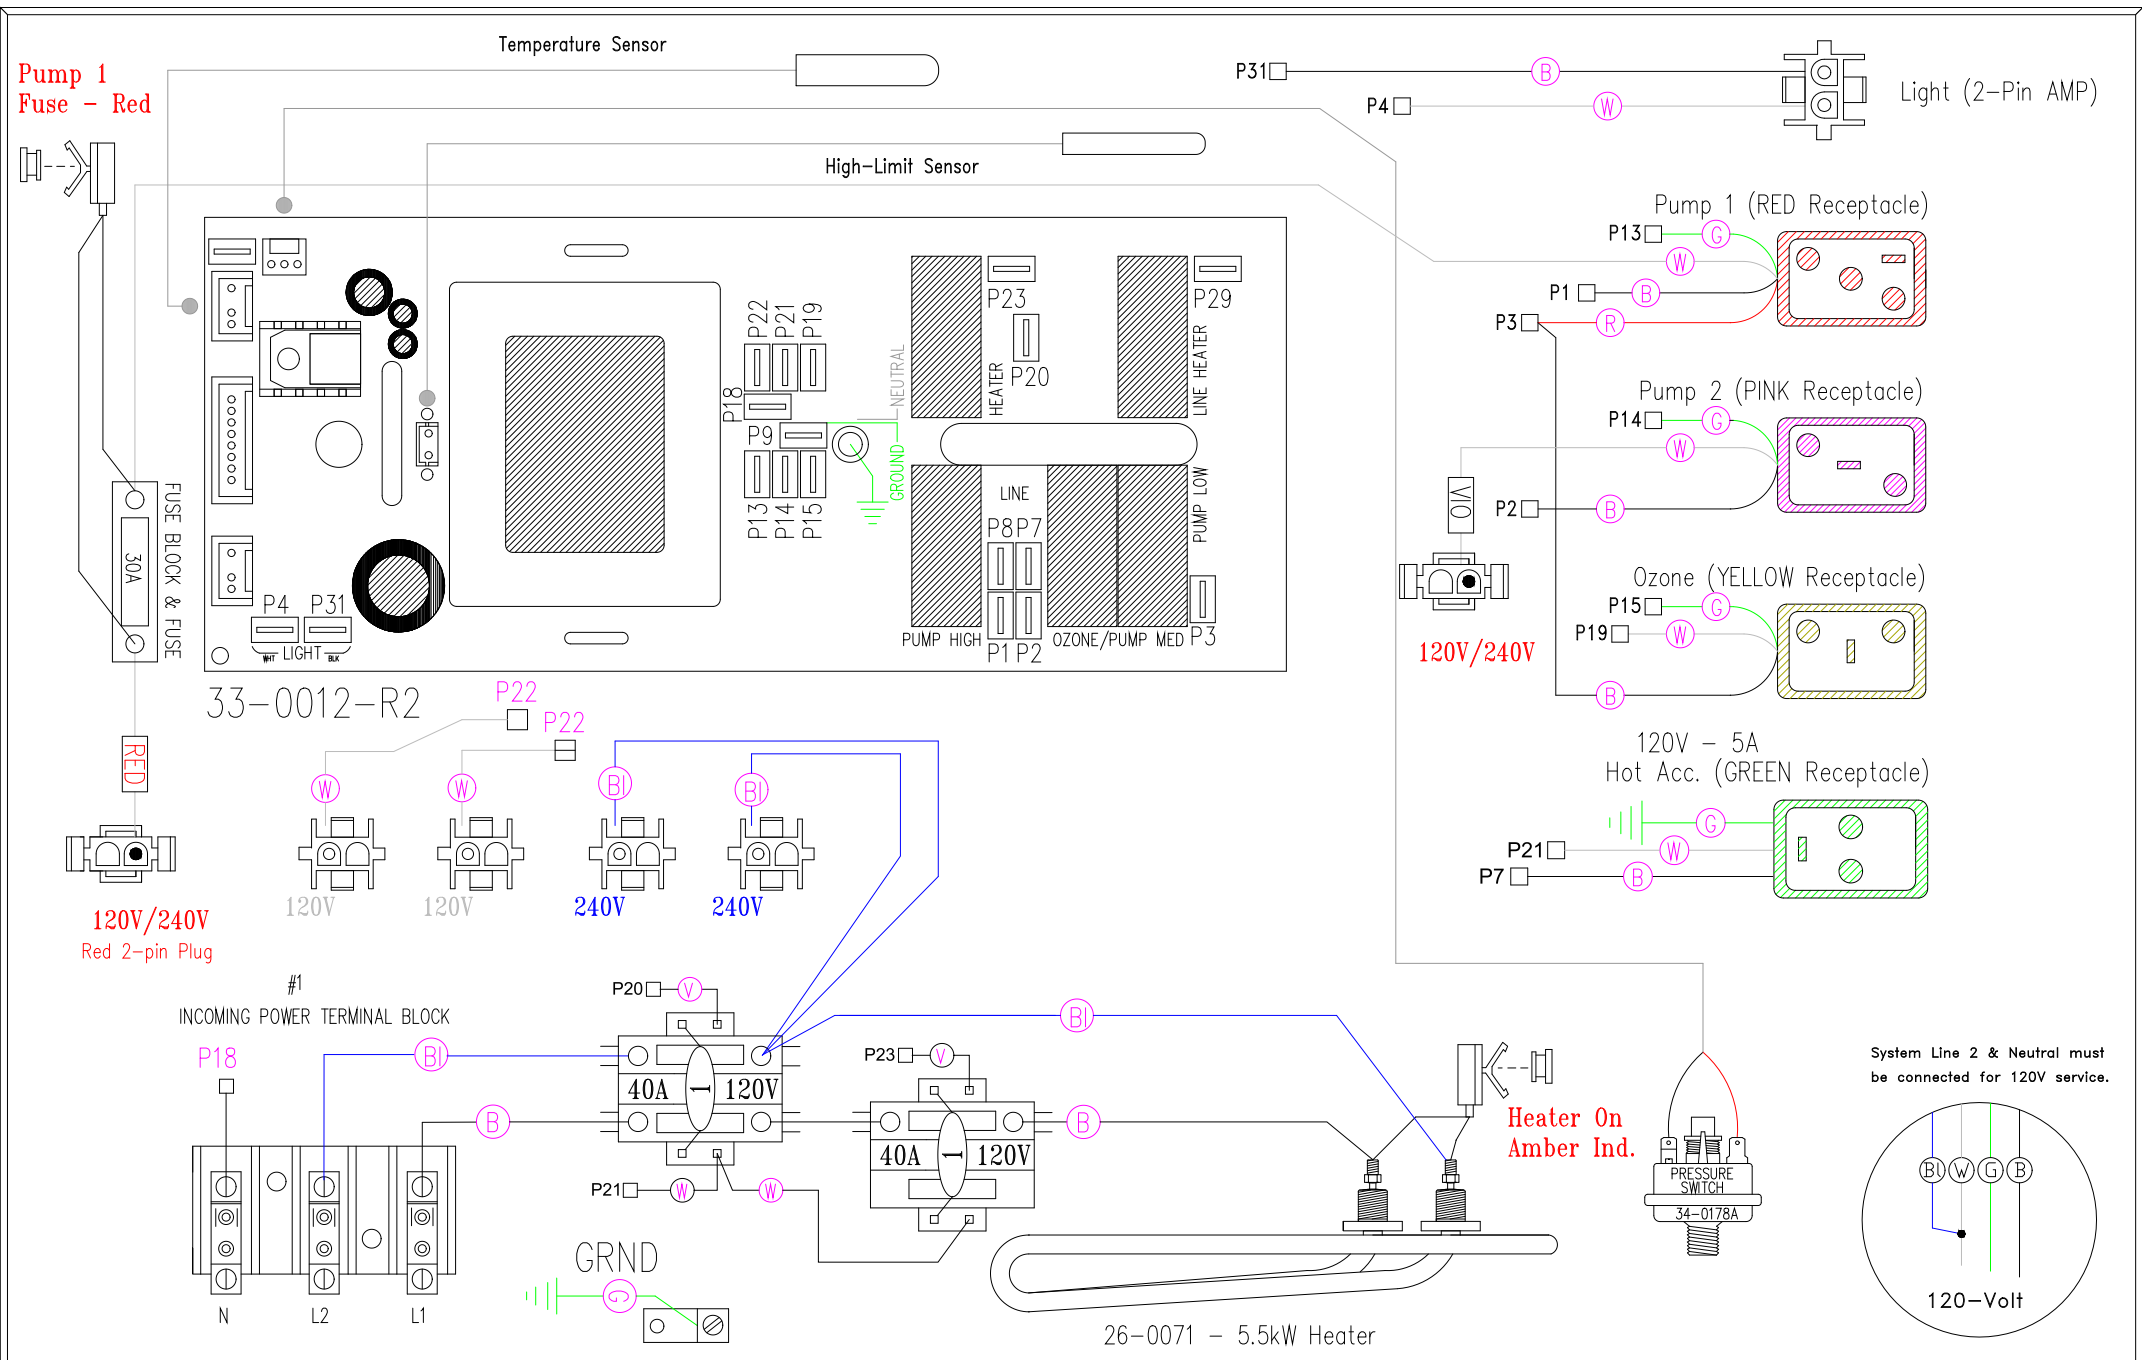 Temperature Sensor
Pump 1
Fuse - Red
P31
B
P4
W
Light (2-Pin AMP)
High-Limit Sensor
Pump 1 (RED Receptacle)
P13
G
W
P1
B
P3
R
P23
P29
P22
P21
P19
P18
P20
HEATER
LINE HEATER
NEUTRAL
P9
GROUND
P13
P14
P15
LINE
P8
P7
PUMP LOW
PUMP HIGH
P1
P2
OZONE/PUMP MED
P3
P4
P31
WHT
LIGHT
BLK
33-0012-R2
FUSE BLOCK & FUSE
30A
RED
120V/240V
Red 2-pin Plug
Pump 2 (PINK Receptacle)
P14
G
W
VIO
P2
B
120V/240V
Ozone (YELLOW Receptacle)
P15
G
P19
W
B
120V - 5A
Hot Acc. (GREEN Receptacle)
G
P21
W
P7
B
P22
P22
W
W
Bl
Bl
120V
120V
240V
240V
#1
INCOMING POWER TERMINAL BLOCK
P18
Bl
B
N
L2
L1
P20
V
40A
1
120V
P21
W
W
P23
V
40A
1
120V
Bl
B
Heater On
Amber Ind.
GRND
G
26-0071 - 5.5kW Heater
PRESSURE
SWITCH
34-0178A
System Line 2 & Neutral must
be connected for 120V service.
Bl
W
G
B
120-Volt